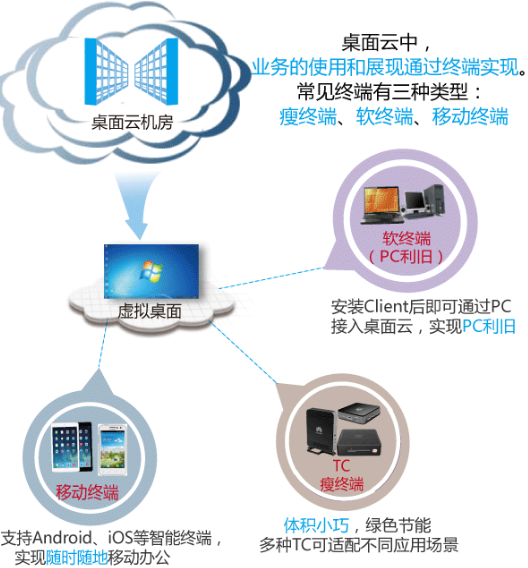 桌面云中，
业务的使用和展现通过终端实现。
常见终端有三种类型：
瘦终端、软终端、移动终端
桌面云机房
软终端
（PC利旧）
安装Client后即可通过PC
接入桌面云，实现PC利旧
虚拟桌面
移动终端
支持Android、iOS等智能终端，
实现随时随地移动办公
TC
瘦终端
体积小巧，绿色节能
多种TC可适配不同应用场景